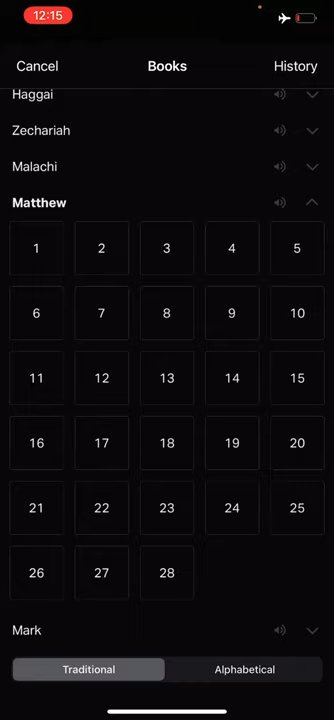 12:15
Cancel Books History
Haggai
Zechariah
Malachi
Matthew
1 2 3 4 5
6 7 8 9 10
11 12 13 14 15
16 17 18 19 20
21 22 23 24 25
26 27 28
Mark
Traditional Alphabetical